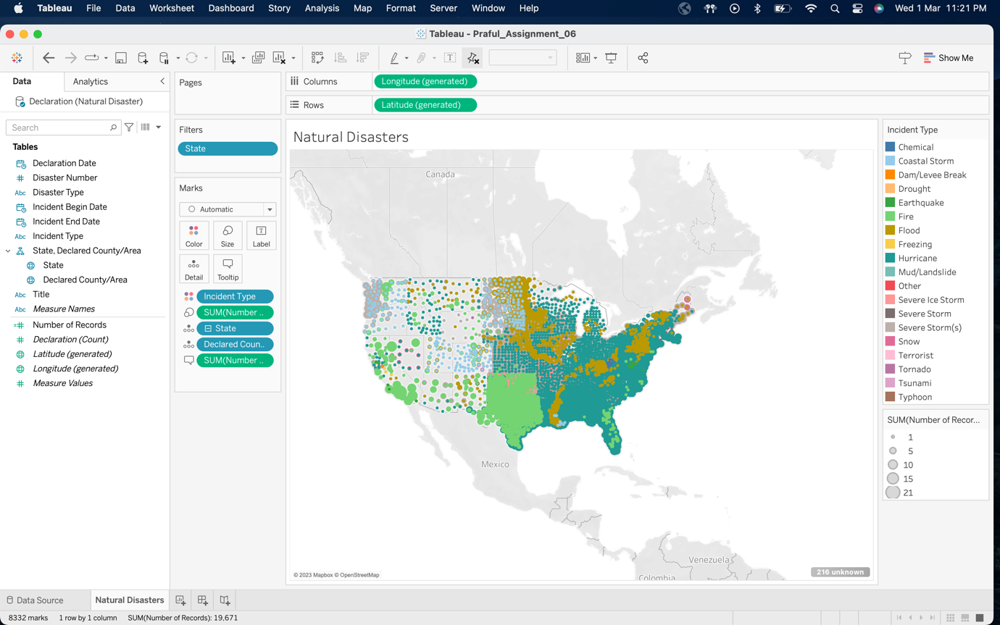 Tableau File Data Worksheet Dashboard Story Analysis Map Format Server Window Help Wed 1 Mar 11:21 PM
Tableau - Praful_Assignment_06
Show Me
Data Analytics
Declaration (Natural Disaster)
Search
Tables
Declaration Date
# Disaster Number
Abc Disaster Type
Incident Begin Date
Incident End Date
Abc Incident Type
State, Declared County/Area
State
Declared County/Area
Abc Title
Abc Measure Names
Number of Records
# Declaration (Count)
Latitude (generated)
Longitude (generated)
# Measure Values
Pages
Filters
State
Marks
Automatic
Color Size Label
Detail Tooltip
Incident Type
SUM(Number ..
State
Declared Coun..
SUM(Number ..
Columns Longitude (generated)
Rows Latitude (generated)
Natural Disasters
Canada
Mexico
Venezuela
Colombia
© 2023 Mapbox © OpenStreetMap
216 unknown
Incident Type
Chemical
Coastal Storm
Dam/Levee Break
Drought
Earthquake
Fire
Flood
Freezing
Hurricane
Mud/Landslide
Other
Severe Ice Storm
Severe Storm
Severe Storm(s)
Snow
Terrorist
Tornado
Tsunami
Typhoon
SUM(Number of Recor...
1
5
10
15
21
Data Source Natural Disasters
8332 marks 1 row by 1 column SUM(Number of Records): 19,671